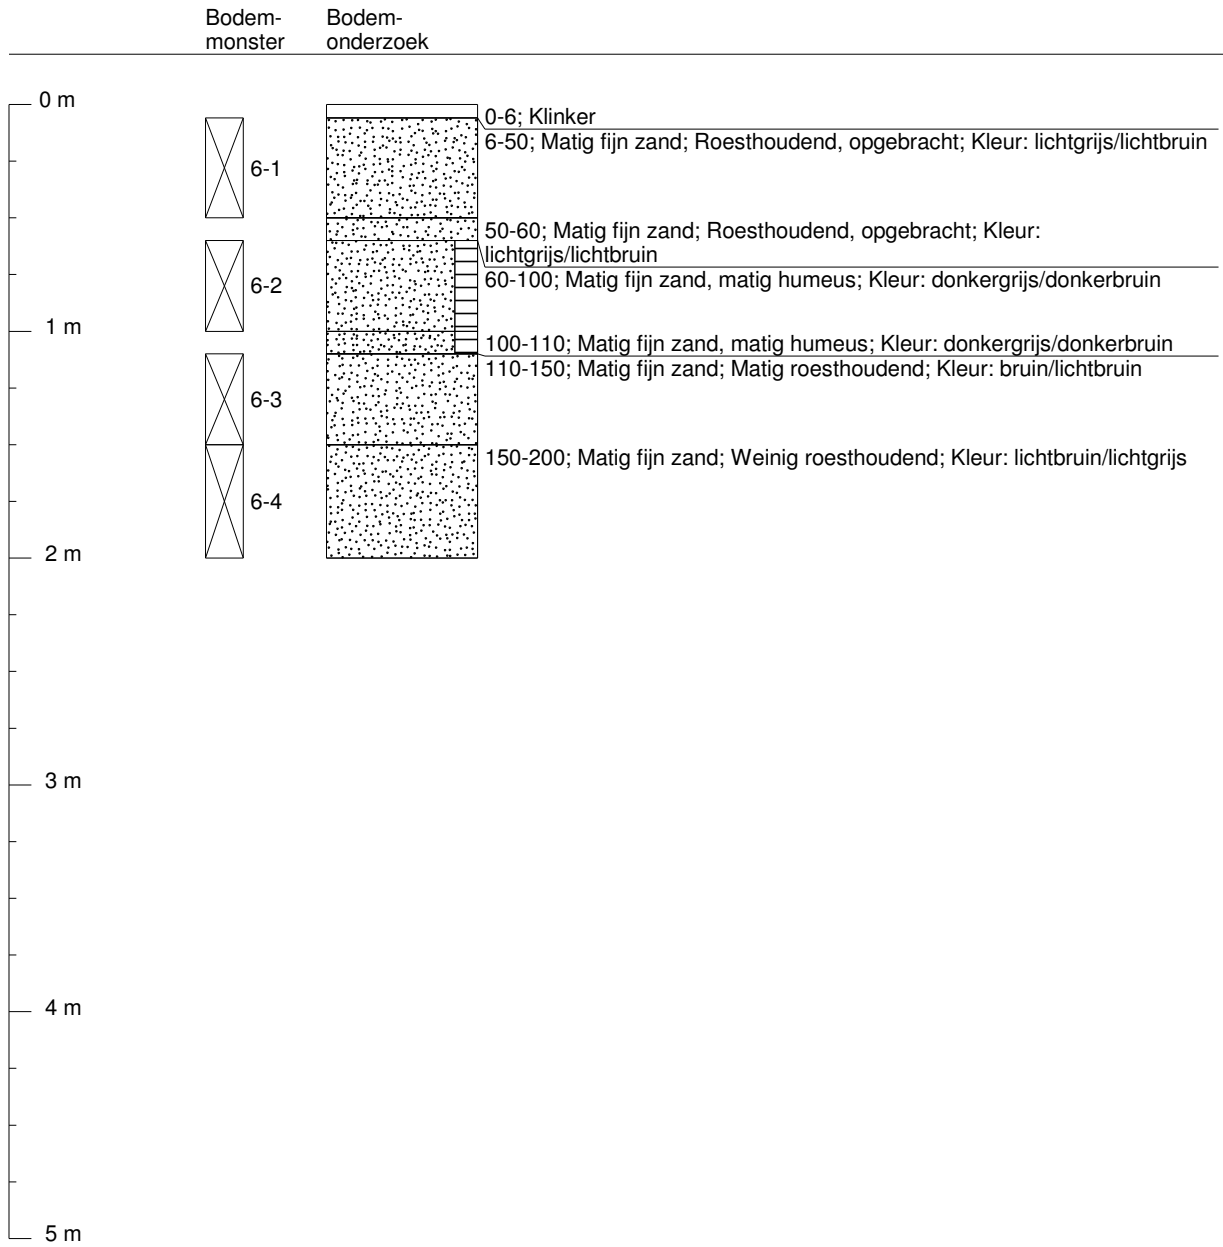 Bodem-
monster
Bodem-
onderzoek
0 m
0-6; Klinker
6-50; Matig fijn zand; Roesthoudend, opgebracht; Kleur: lichtgrijs/lichtbruin
6-1
50-60; Matig fijn zand; Roesthoudend, opgebracht; Kleur:
lichtgrijs/lichtbruin
60-100; Matig fijn zand, matig humeus; Kleur: donkergrijs/donkerbruin
6-2
1 m
100-110; Matig fijn zand, matig humeus; Kleur: donkergrijs/donkerbruin
110-150; Matig fijn zand; Matig roesthoudend; Kleur: bruin/lichtbruin
6-3
150-200; Matig fijn zand; Weinig roesthoudend; Kleur: lichtbruin/lichtgrijs
6-4
2 m
3 m
4 m
5 m